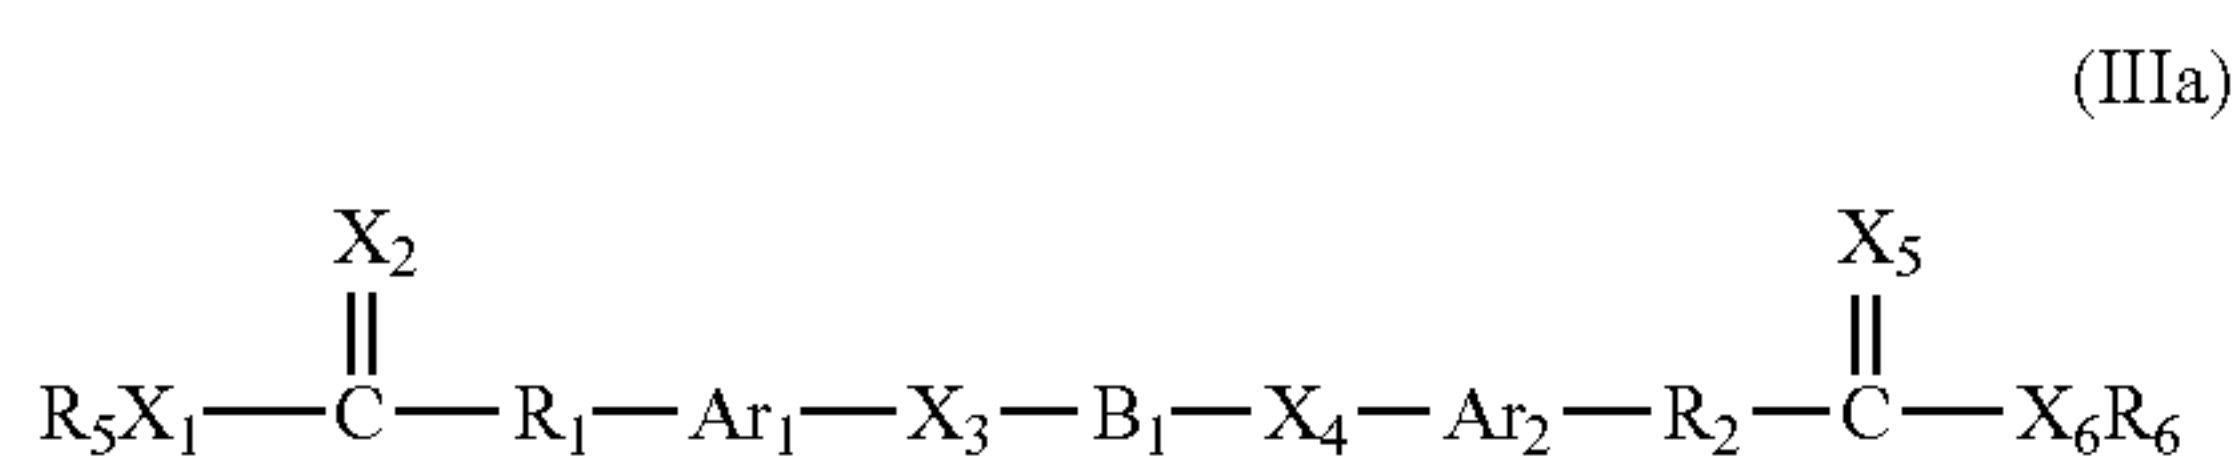 (IIIa)
X₂ X₅
R₅X₁—C—R₁—Ar₁—X₃—B₁—X₄—Ar₂—R₂—C—X₆R₆